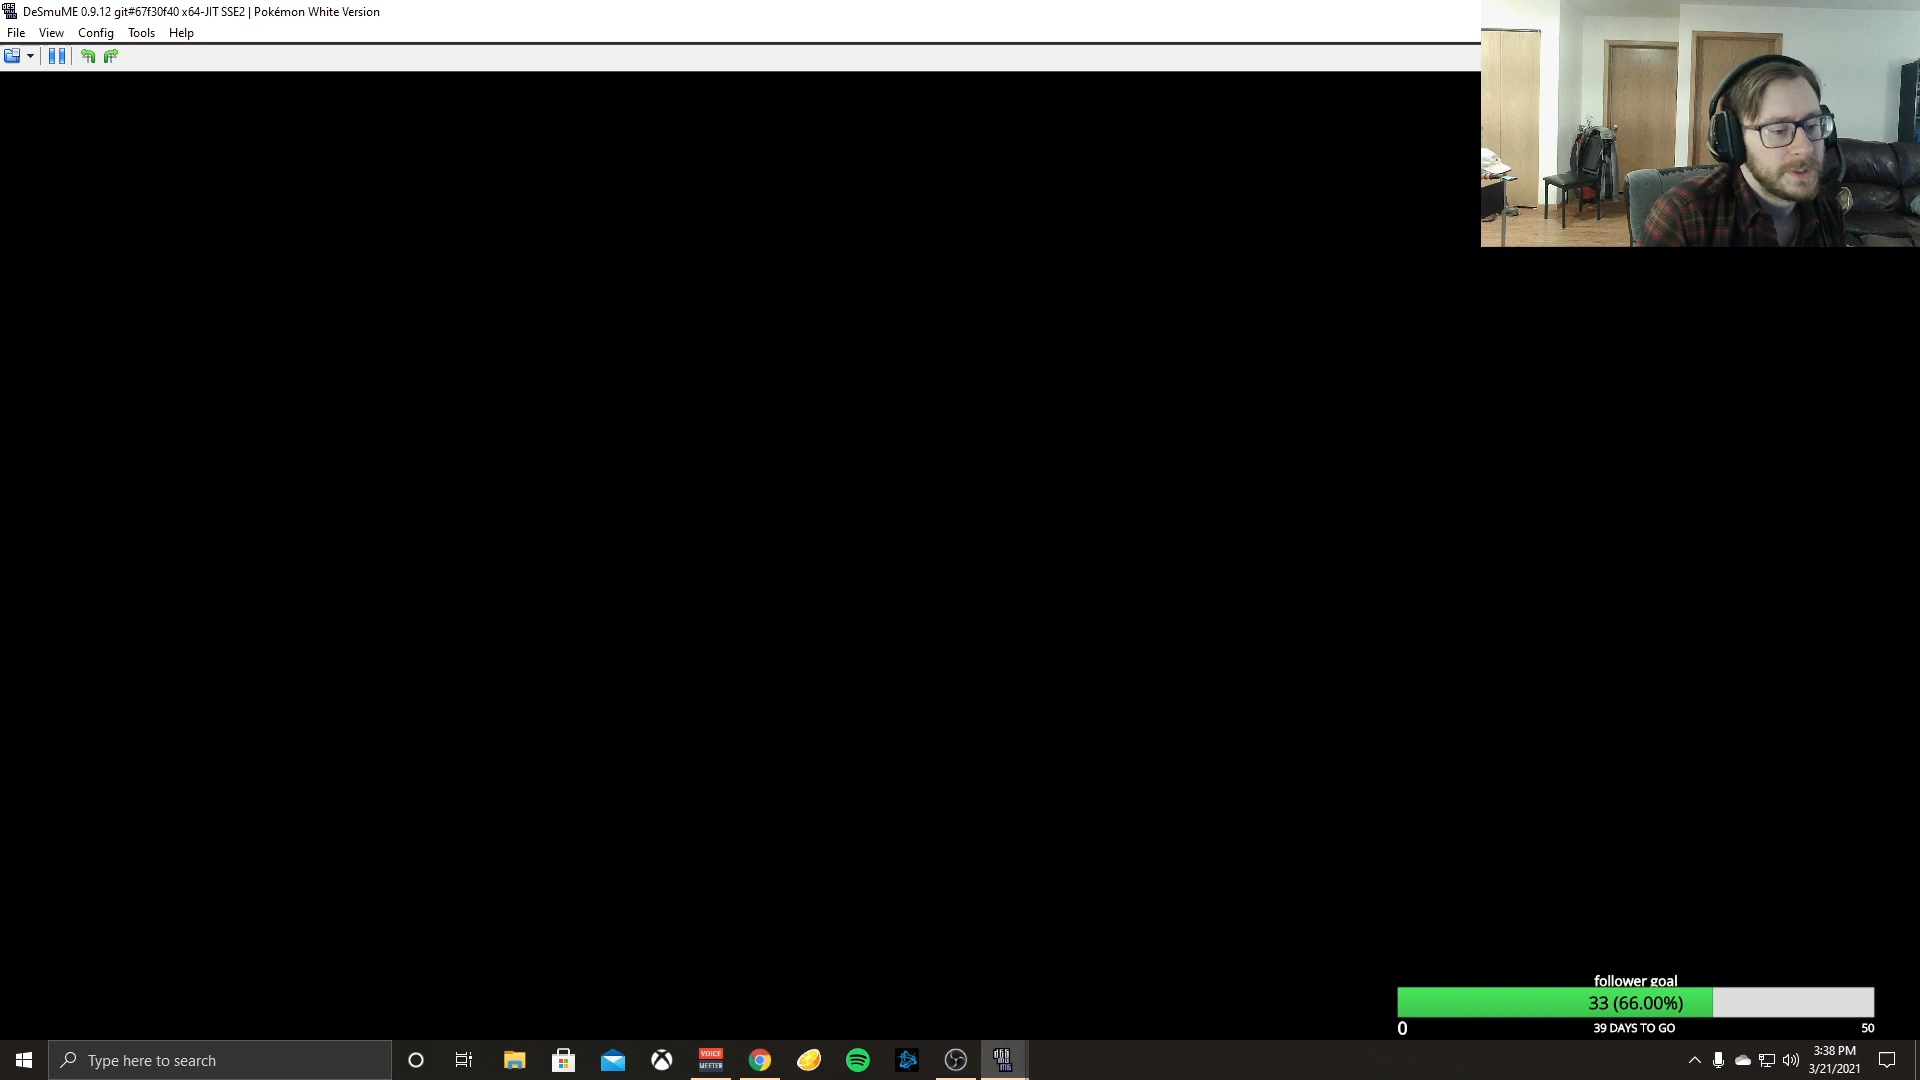 DeSmuME 0.9.12 git#67f30f40 x64-JIT SSE2 | Pokémon White Version
File View Config Tools Help
follower goal
33 (66.00%)
0 39 DAYS TO GO 50
Type here to search
VOICE
MEETER
3:38 PM
3/21/2021